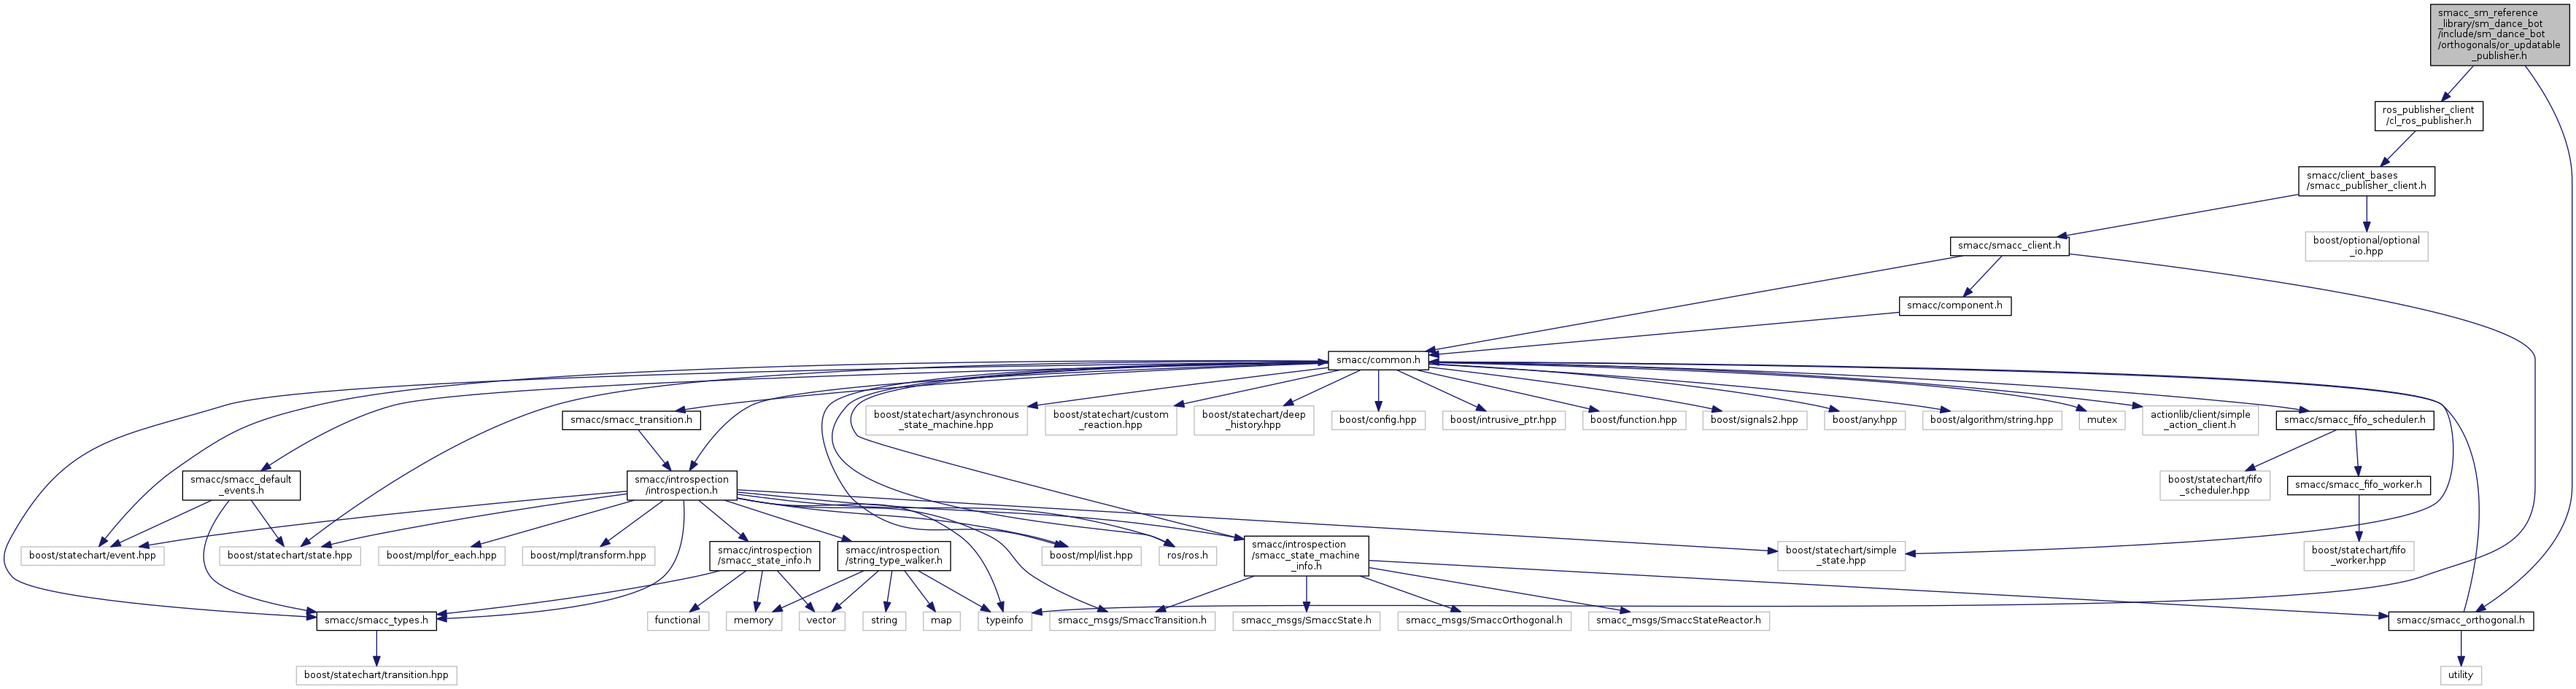 smacc_sm_reference
_library/sm_dance_bot
/include/sm_dance_bot
/orthogonals/or_updatable
_publisher.h
ros_publisher_client
/cl_ros_publisher.h
smacc/client_bases
/smacc_publisher_client.h
smacc/smacc_client.h
boost/optional/optional
_io.hpp
smacc/component.h
smacc/common.h
smacc/smacc_transition.h
boost/statechart/asynchronous
_state_machine.hpp
boost/statechart/custom
_reaction.hpp
boost/statechart/deep
_history.hpp
boost/config.hpp
boost/intrusive_ptr.hpp
boost/function.hpp
boost/signals2.hpp
boost/any.hpp
boost/algorithm/string.hpp
mutex
actionlib/client/simple
_action_client.h
smacc/smacc_fifo_scheduler.h
smacc/smacc_default
_events.h
smacc/introspection
/introspection.h
boost/statechart/fifo
_scheduler.hpp
smacc/smacc_fifo_worker.h
boost/statechart/event.hpp
boost/statechart/state.hpp
boost/mpl/for_each.hpp
boost/mpl/transform.hpp
smacc/introspection
/smacc_state_info.h
smacc/introspection
/string_type_walker.h
boost/mpl/list.hpp
ros/ros.h
smacc/introspection
/smacc_state_machine
_info.h
boost/statechart/simple
_state.hpp
boost/statechart/fifo
_worker.hpp
smacc/smacc_types.h
functional
memory
vector
string
map
typeinfo
smacc_msgs/SmaccTransition.h
smacc_msgs/SmaccState.h
smacc_msgs/SmaccOrthogonal.h
smacc_msgs/SmaccStateReactor.h
smacc/smacc_orthogonal.h
boost/statechart/transition.hpp
utility